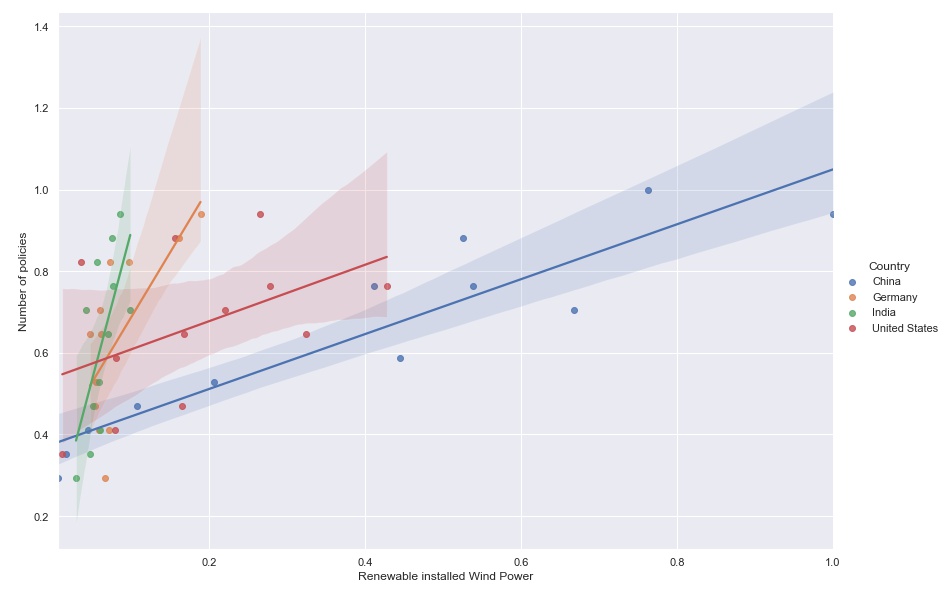 1.4
1.2
1.0
0.8
0.6
0.4
0.2
Number of policies
0.2
0.4
0.6
0.8
1.0
Renewable installed Wind Power
Country
China
Germany
India
United States